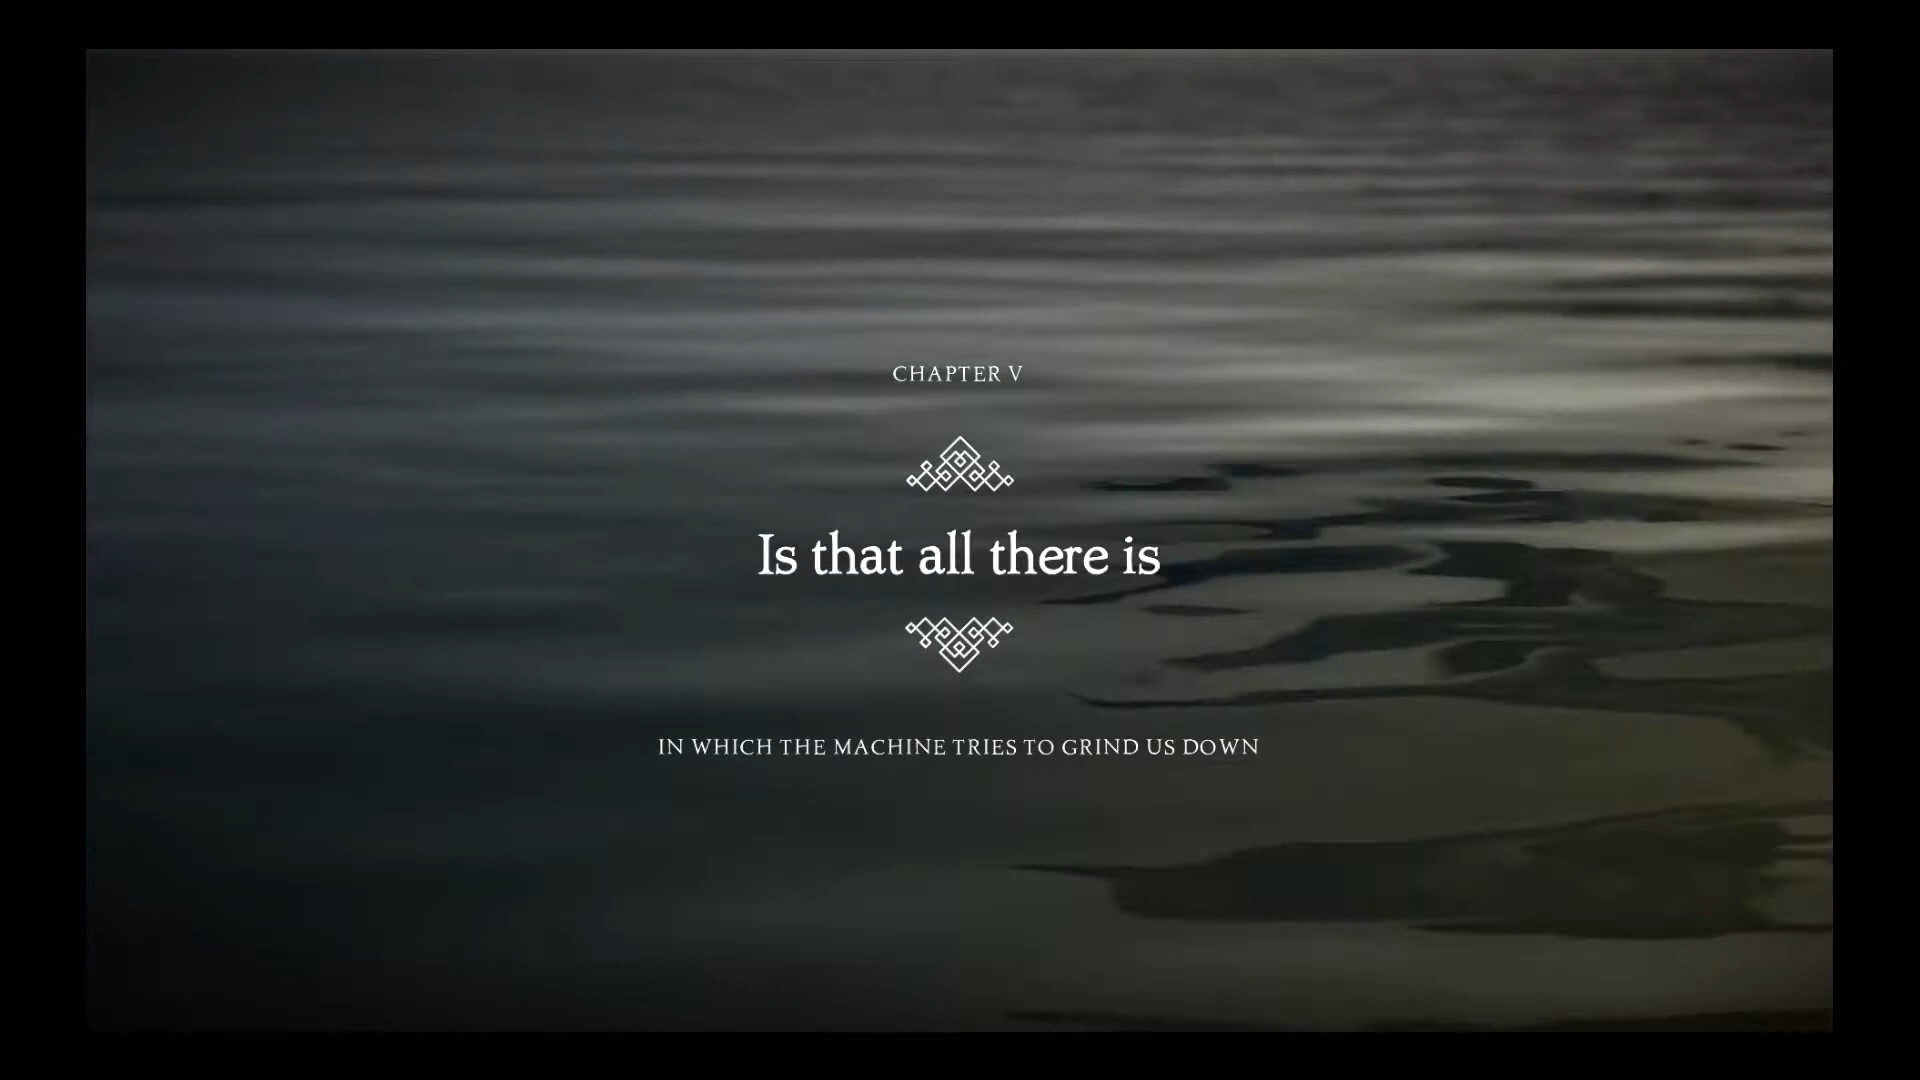 CHAPTER V
Is that all there is
IN WHICH THE MACHINE TRIES TO GRIND US DOWN